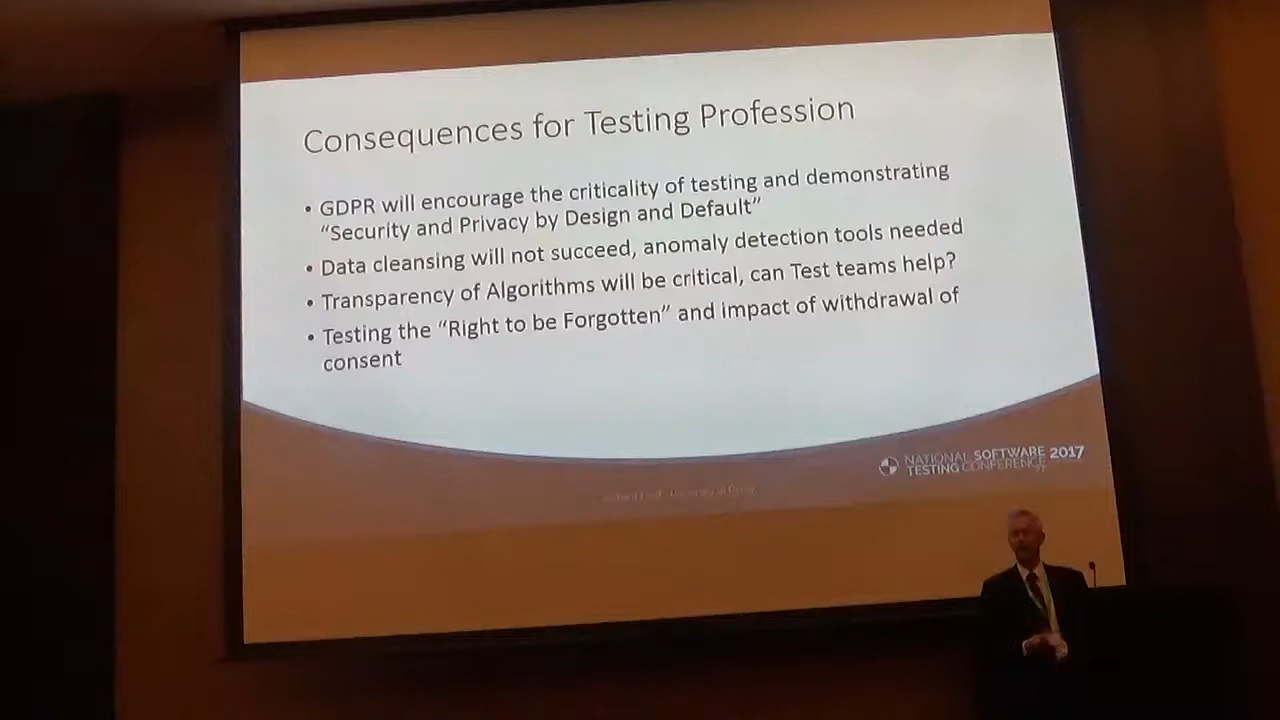 Consequences for Testing Profession
• GDPR will encourage the criticality of testing and demonstrating
“Security and Privacy by Design and Default”
• Data cleansing will not succeed, anomaly detection tools needed
• Transparency of Algorithms will be critical, can Test teams help?
• Testing the “Right to be Forgotten” and impact of withdrawal of
consent
NATIONAL SOFTWARE 2017
TESTING CONFERENCE
University of